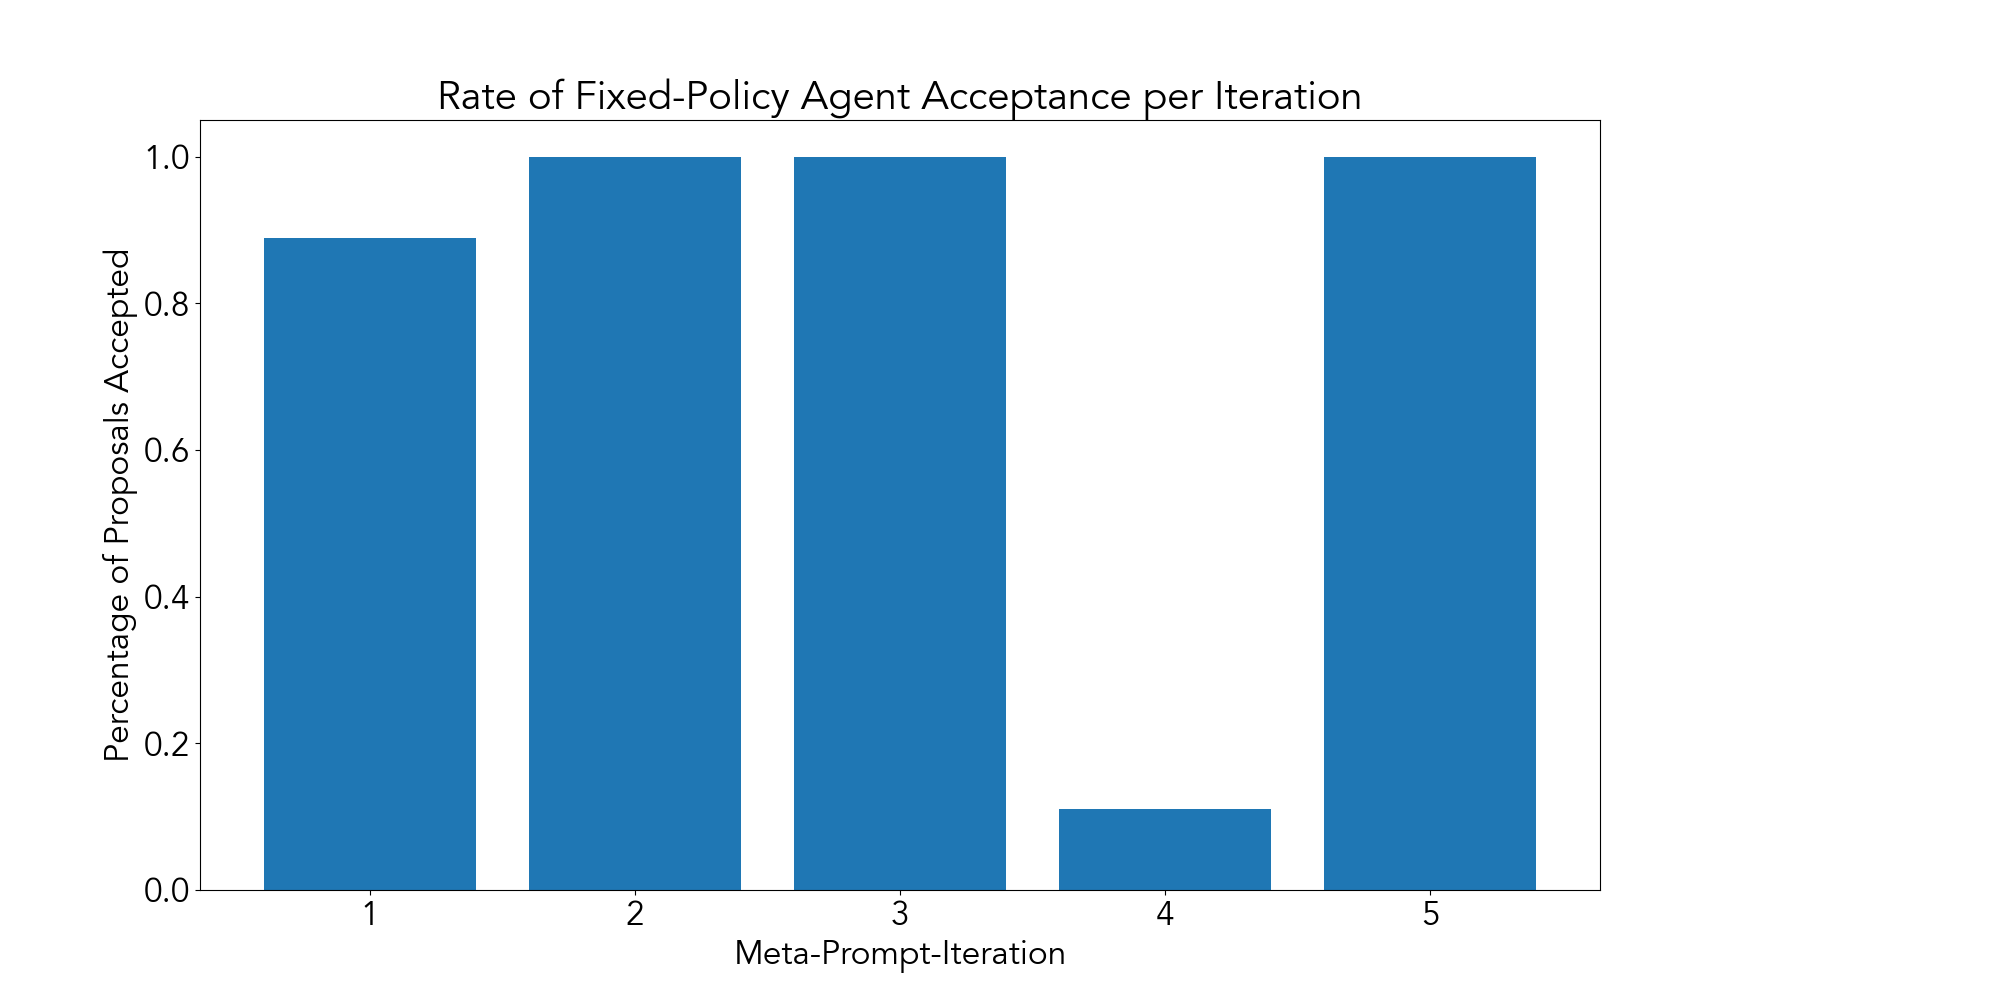 Rate of Fixed-Policy Agent Acceptance per Iteration
Percentage of Proposals Accepted
1.0
0.8
0.6
0.4
0.2
0.0
1 2 3 4 5
Meta-Prompt-Iteration